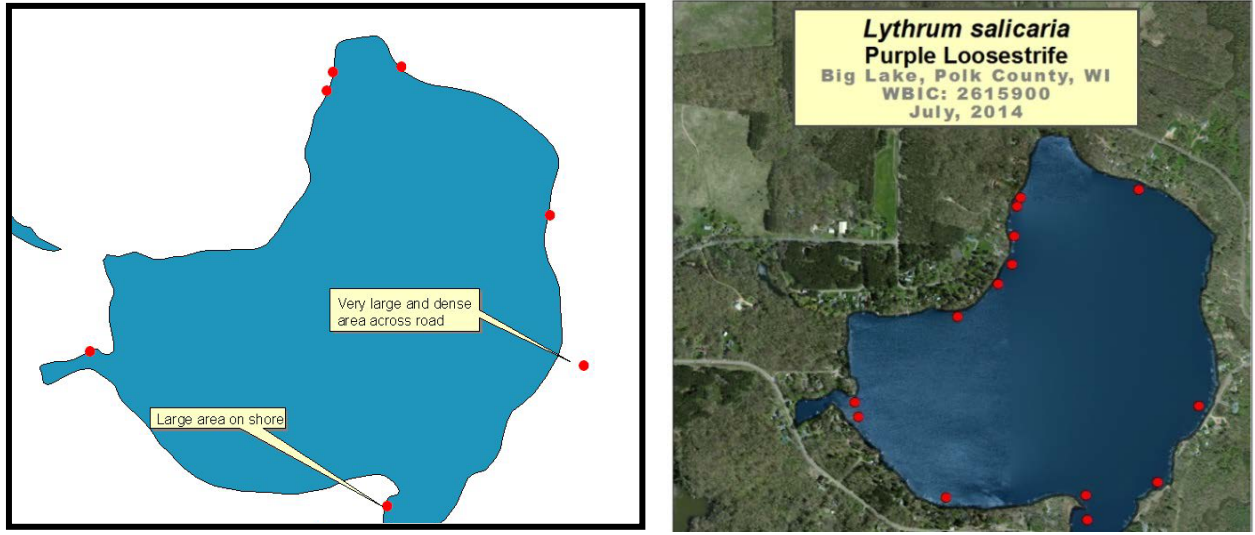 Very large and dense
area across road
Large area on shore
Lythrum salicaria
Purple Loosestrife
Big Lake, Polk County, WI
WBIC: 2615900
July, 2014